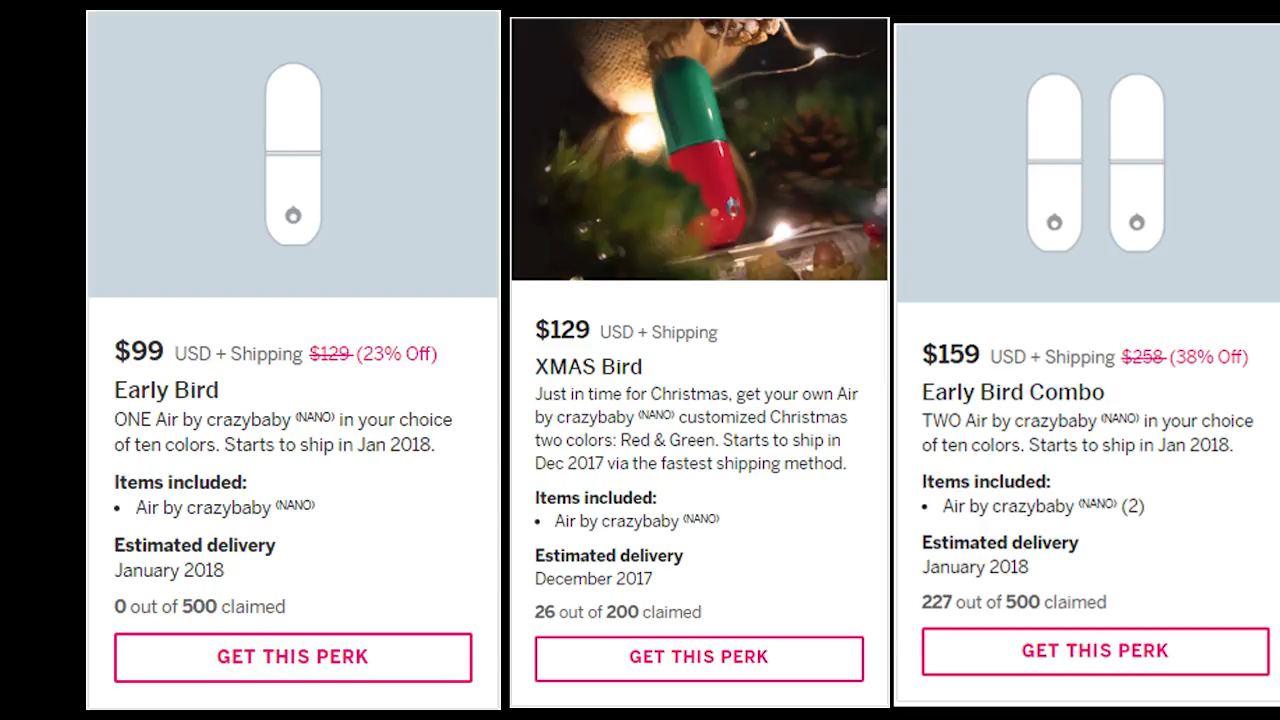 $99 USD + Shipping $129 (23% Off)
Early Bird
ONE Air by crazybaby (NANO) in your choice
of ten colors. Starts to ship in Jan 2018.
Items included:
• Air by crazybaby (NANO)
Estimated delivery
January 2018
0 out of 500 claimed
GET THIS PERK
$129 USD + Shipping
XMAS Bird
Just in time for Christmas, get your own Air
by crazybaby (NANO) customized Christmas
two colors: Red & Green. Starts to ship in
Dec 2017 via the fastest shipping method.
Items included:
• Air by crazybaby (NANO)
Estimated delivery
December 2017
26 out of 200 claimed
GET THIS PERK
$159 USD + Shipping $258 (38% Off)
Early Bird Combo
TWO Air by crazybaby (NANO) in your choice
of ten colors. Starts to ship in Jan 2018.
Items included:
• Air by crazybaby (NANO) (2)
Estimated delivery
January 2018
227 out of 500 claimed
GET THIS PERK